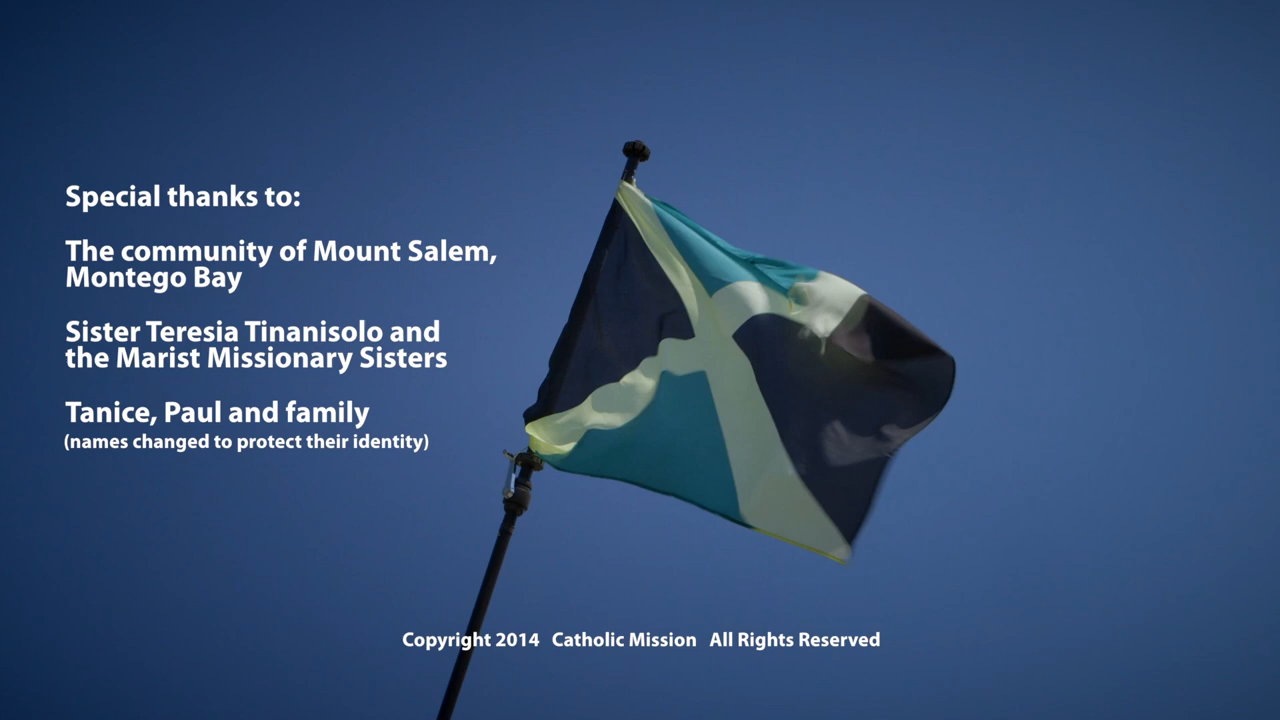 Special thanks to:
The community of Mount Salem,
Montego Bay
Sister Teresia Tinanisolo and
the Marist Missionary Sisters
Tanice, Paul and family
(names changed to protect their identity)
Copyright 2014 Catholic Mission All Rights Reserved